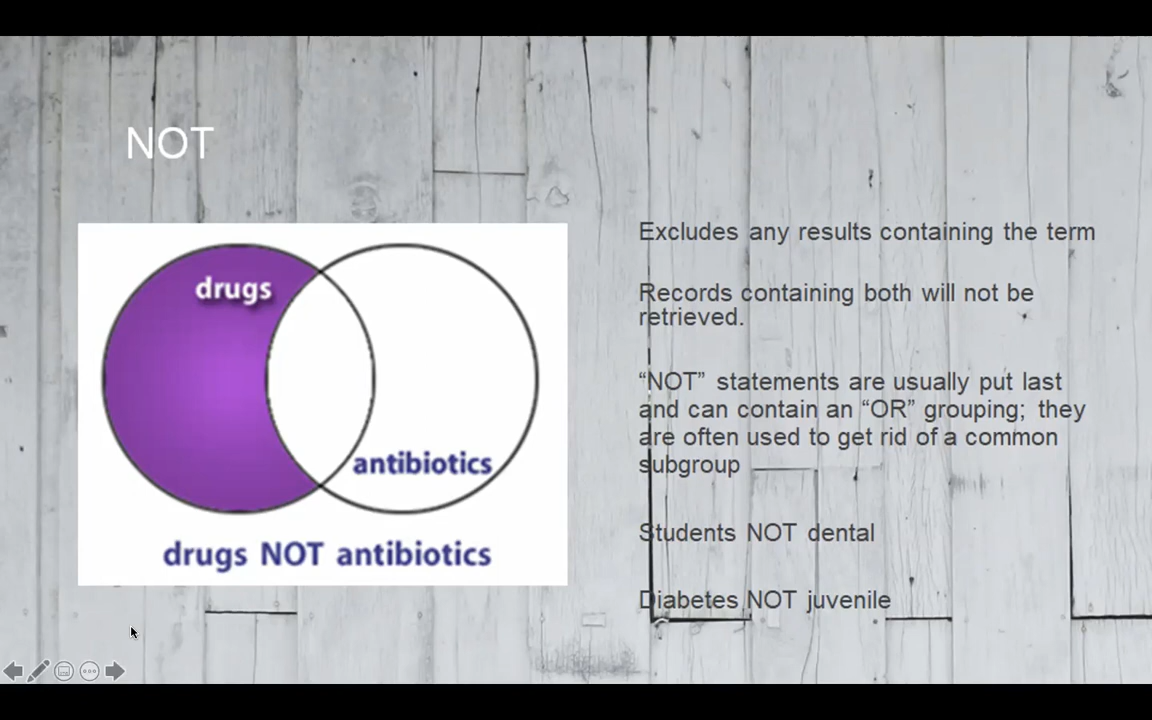 NOT
drugs
antibiotics
drugs NOT antibiotics
Excludes any results containing the term
Records containing both will not be
retrieved.
“NOT” statements are usually put last
and can contain an “OR” grouping; they
are often used to get rid of a common
subgroup
Students NOT dental
Diabetes NOT juvenile